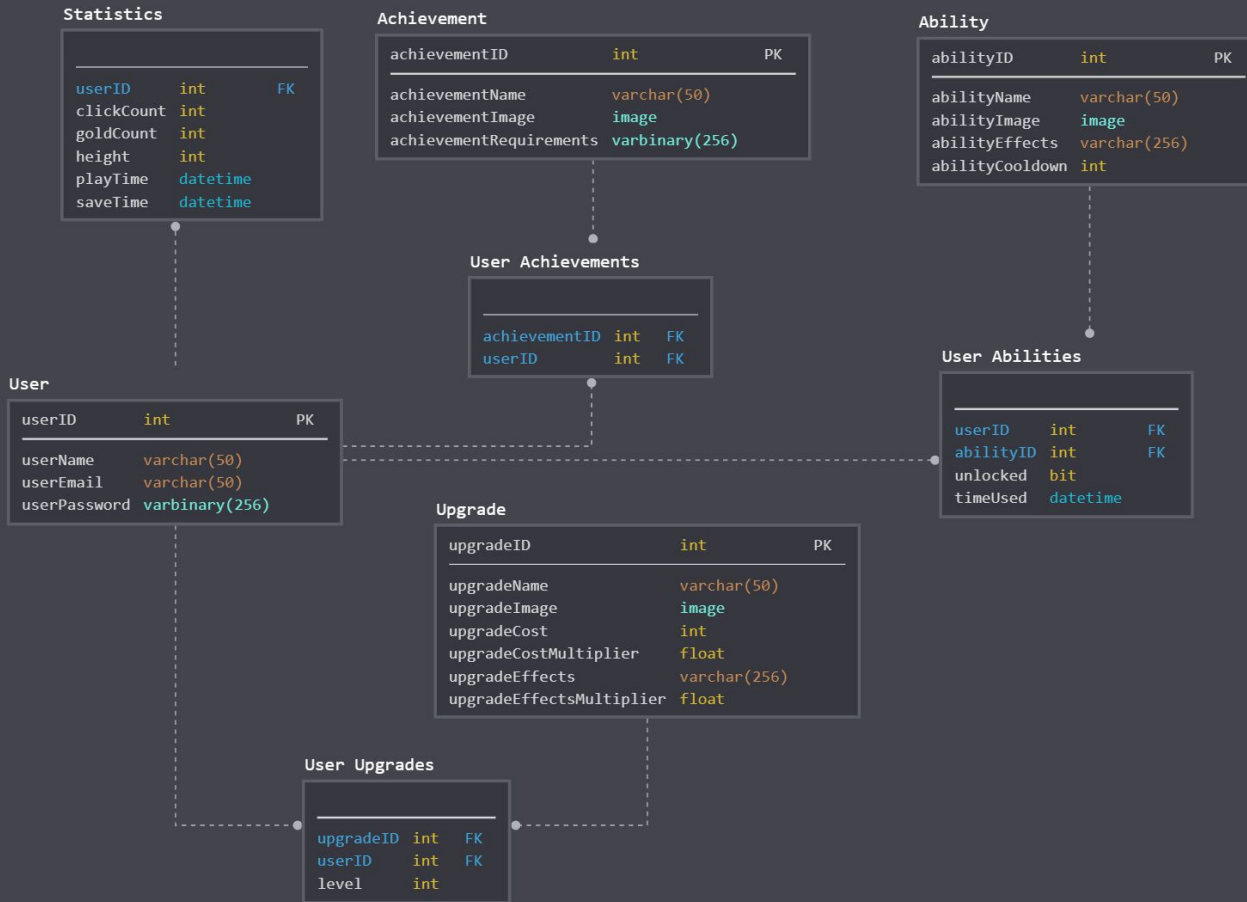 Statistics
userID int FK
clickCount int
goldCount int
height int
playTime datetime
saveTime datetime
Achievement
achievementID int PK
achievementName varchar(50)
achievementImage image
achievementRequirements varbinary(256)
Ability
abilityID int PK
abilityName varchar(50)
abilityImage image
abilityEffects varchar(256)
abilityCooldown int
User Achievements
achievementID int FK
userID int FK
User Abilities
userID int FK
abilityID int FK
unlocked bit
timeUsed datetime
User
userID int PK
userName varchar(50)
userEmail varchar(50)
userPassword varbinary(256)
Upgrade
upgradeID int PK
upgradeName varchar(50)
upgradeImage image
upgradeCost int
upgradeCostMultiplier float
upgradeEffects varchar(256)
upgradeEffectsMultiplier float
User Upgrades
upgradeID int FK
userID int FK
level int